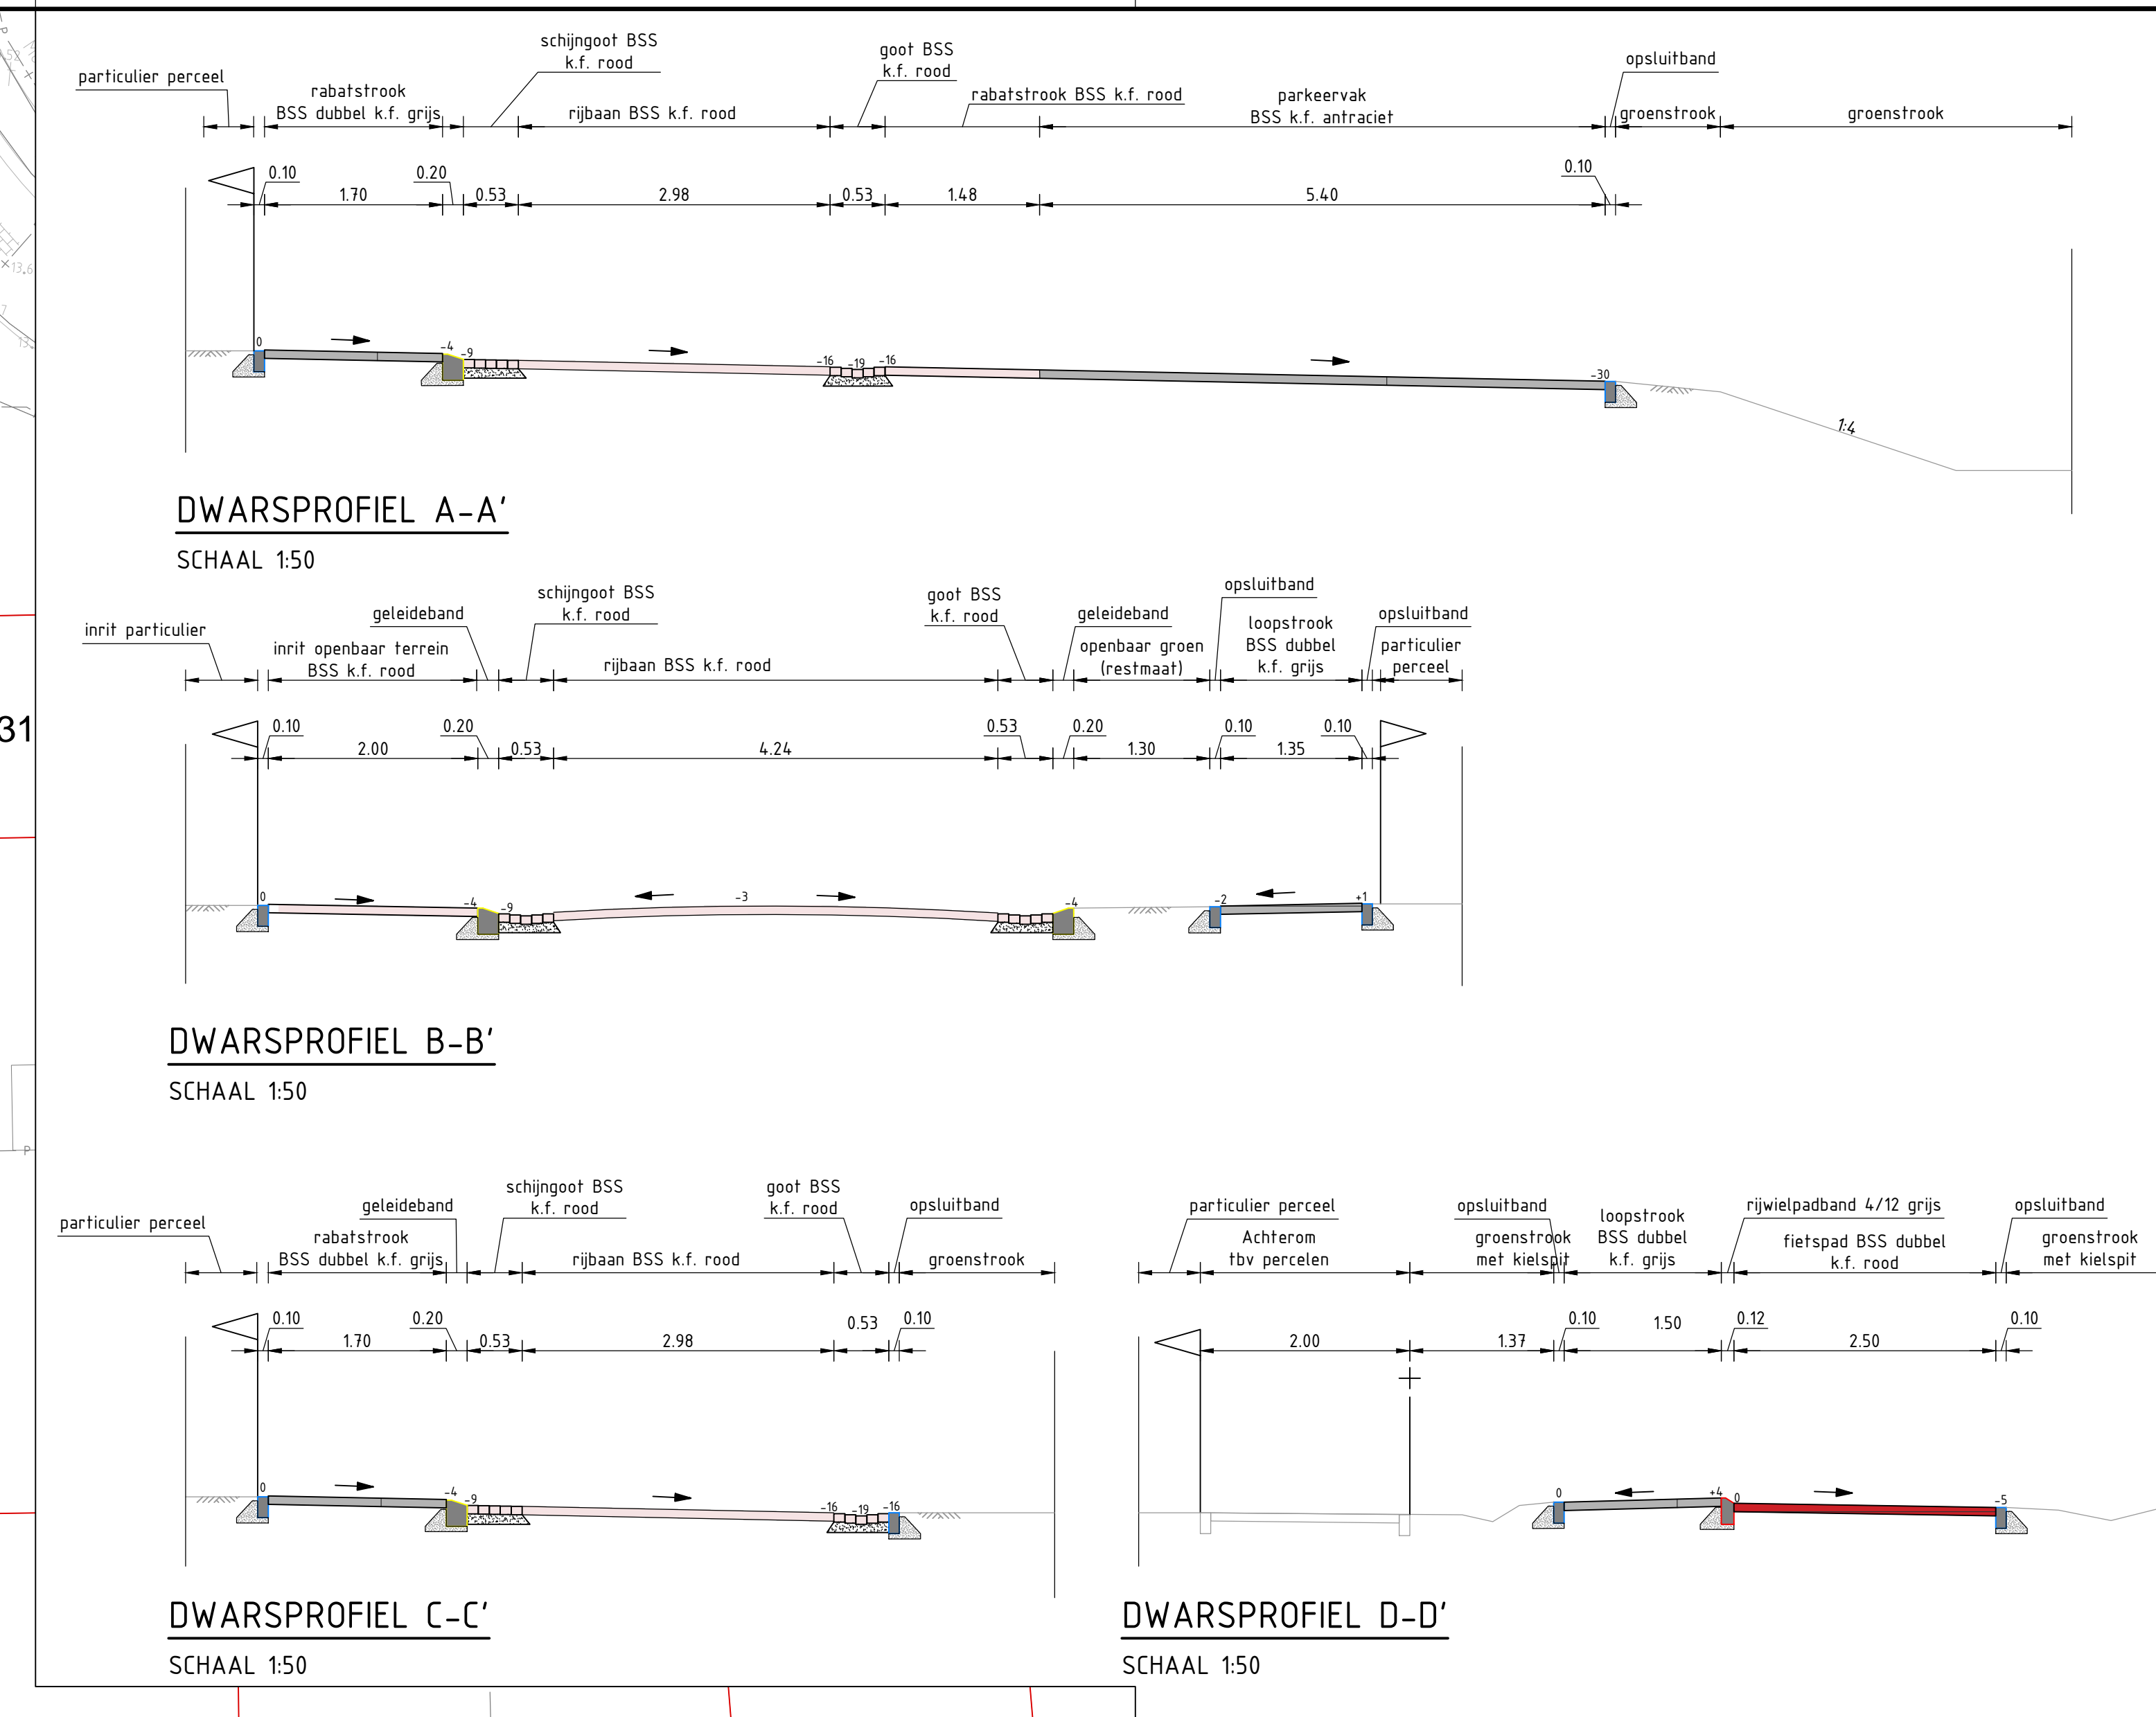 schijngoot BSS
k.f. rood
goot BSS
k.f. rood
opsluitband
particulier perceel
rabatstrook
BSS dubbel k.f. grijs
rijbaan BSS k.f. rood
rabatstrook BSS k.f. rood
parkeervak
BSS k.f. antraciet
groenstrook
groenstrook
0.10
1.70
0.20
0.53
2.98
0.53
1.48
5.40
0.10
0
-4
-9
-16
-19
-16
-30
1:4
DWARSPROFIEL A-A'
SCHAAL 1:50
inrit particulier
inrit openbaar terrein
BSS k.f. rood
geleideband
schijngoot BSS
k.f. rood
rijbaan BSS k.f. rood
goot BSS
k.f. rood
geleideband
openbaar groen
(restmaat)
opsluitband
loopstrook
BSS dubbel
k.f. grijs
opsluitband
particulier
perceel
31
0.10
2.00
0.20
0.53
4.24
0.53
0.20
1.30
0.10
1.35
0.10
0
-4
-9
-3
-4
-2
+1
DWARSPROFIEL B-B'
SCHAAL 1:50
P
particulier perceel
rabatstrook
BSS dubbel k.f. grijs
geleideband
schijngoot BSS
k.f. rood
rijbaan BSS k.f. rood
goot BSS
k.f. rood
opsluitband
groenstrook
0.10
1.70
0.20
0.53
2.98
0.53
0.10
0
-4
-9
-16
-19
-16
DWARSPROFIEL C-C'
SCHAAL 1:50
particulier perceel
Achterom
tbv percelen
opsluitband
groenstrook
met kielspit
loopstrook
BSS dubbel
k.f. grijs
rijwielpadband 4/12 grijs
fietspad BSS dubbel
k.f. rood
opsluitband
groenstrook
met kielspit
2.00
1.37
0.10
1.50
0.12
2.50
0.10
0
+4
0
-5
DWARSPROFIEL D-D'
SCHAAL 1:50